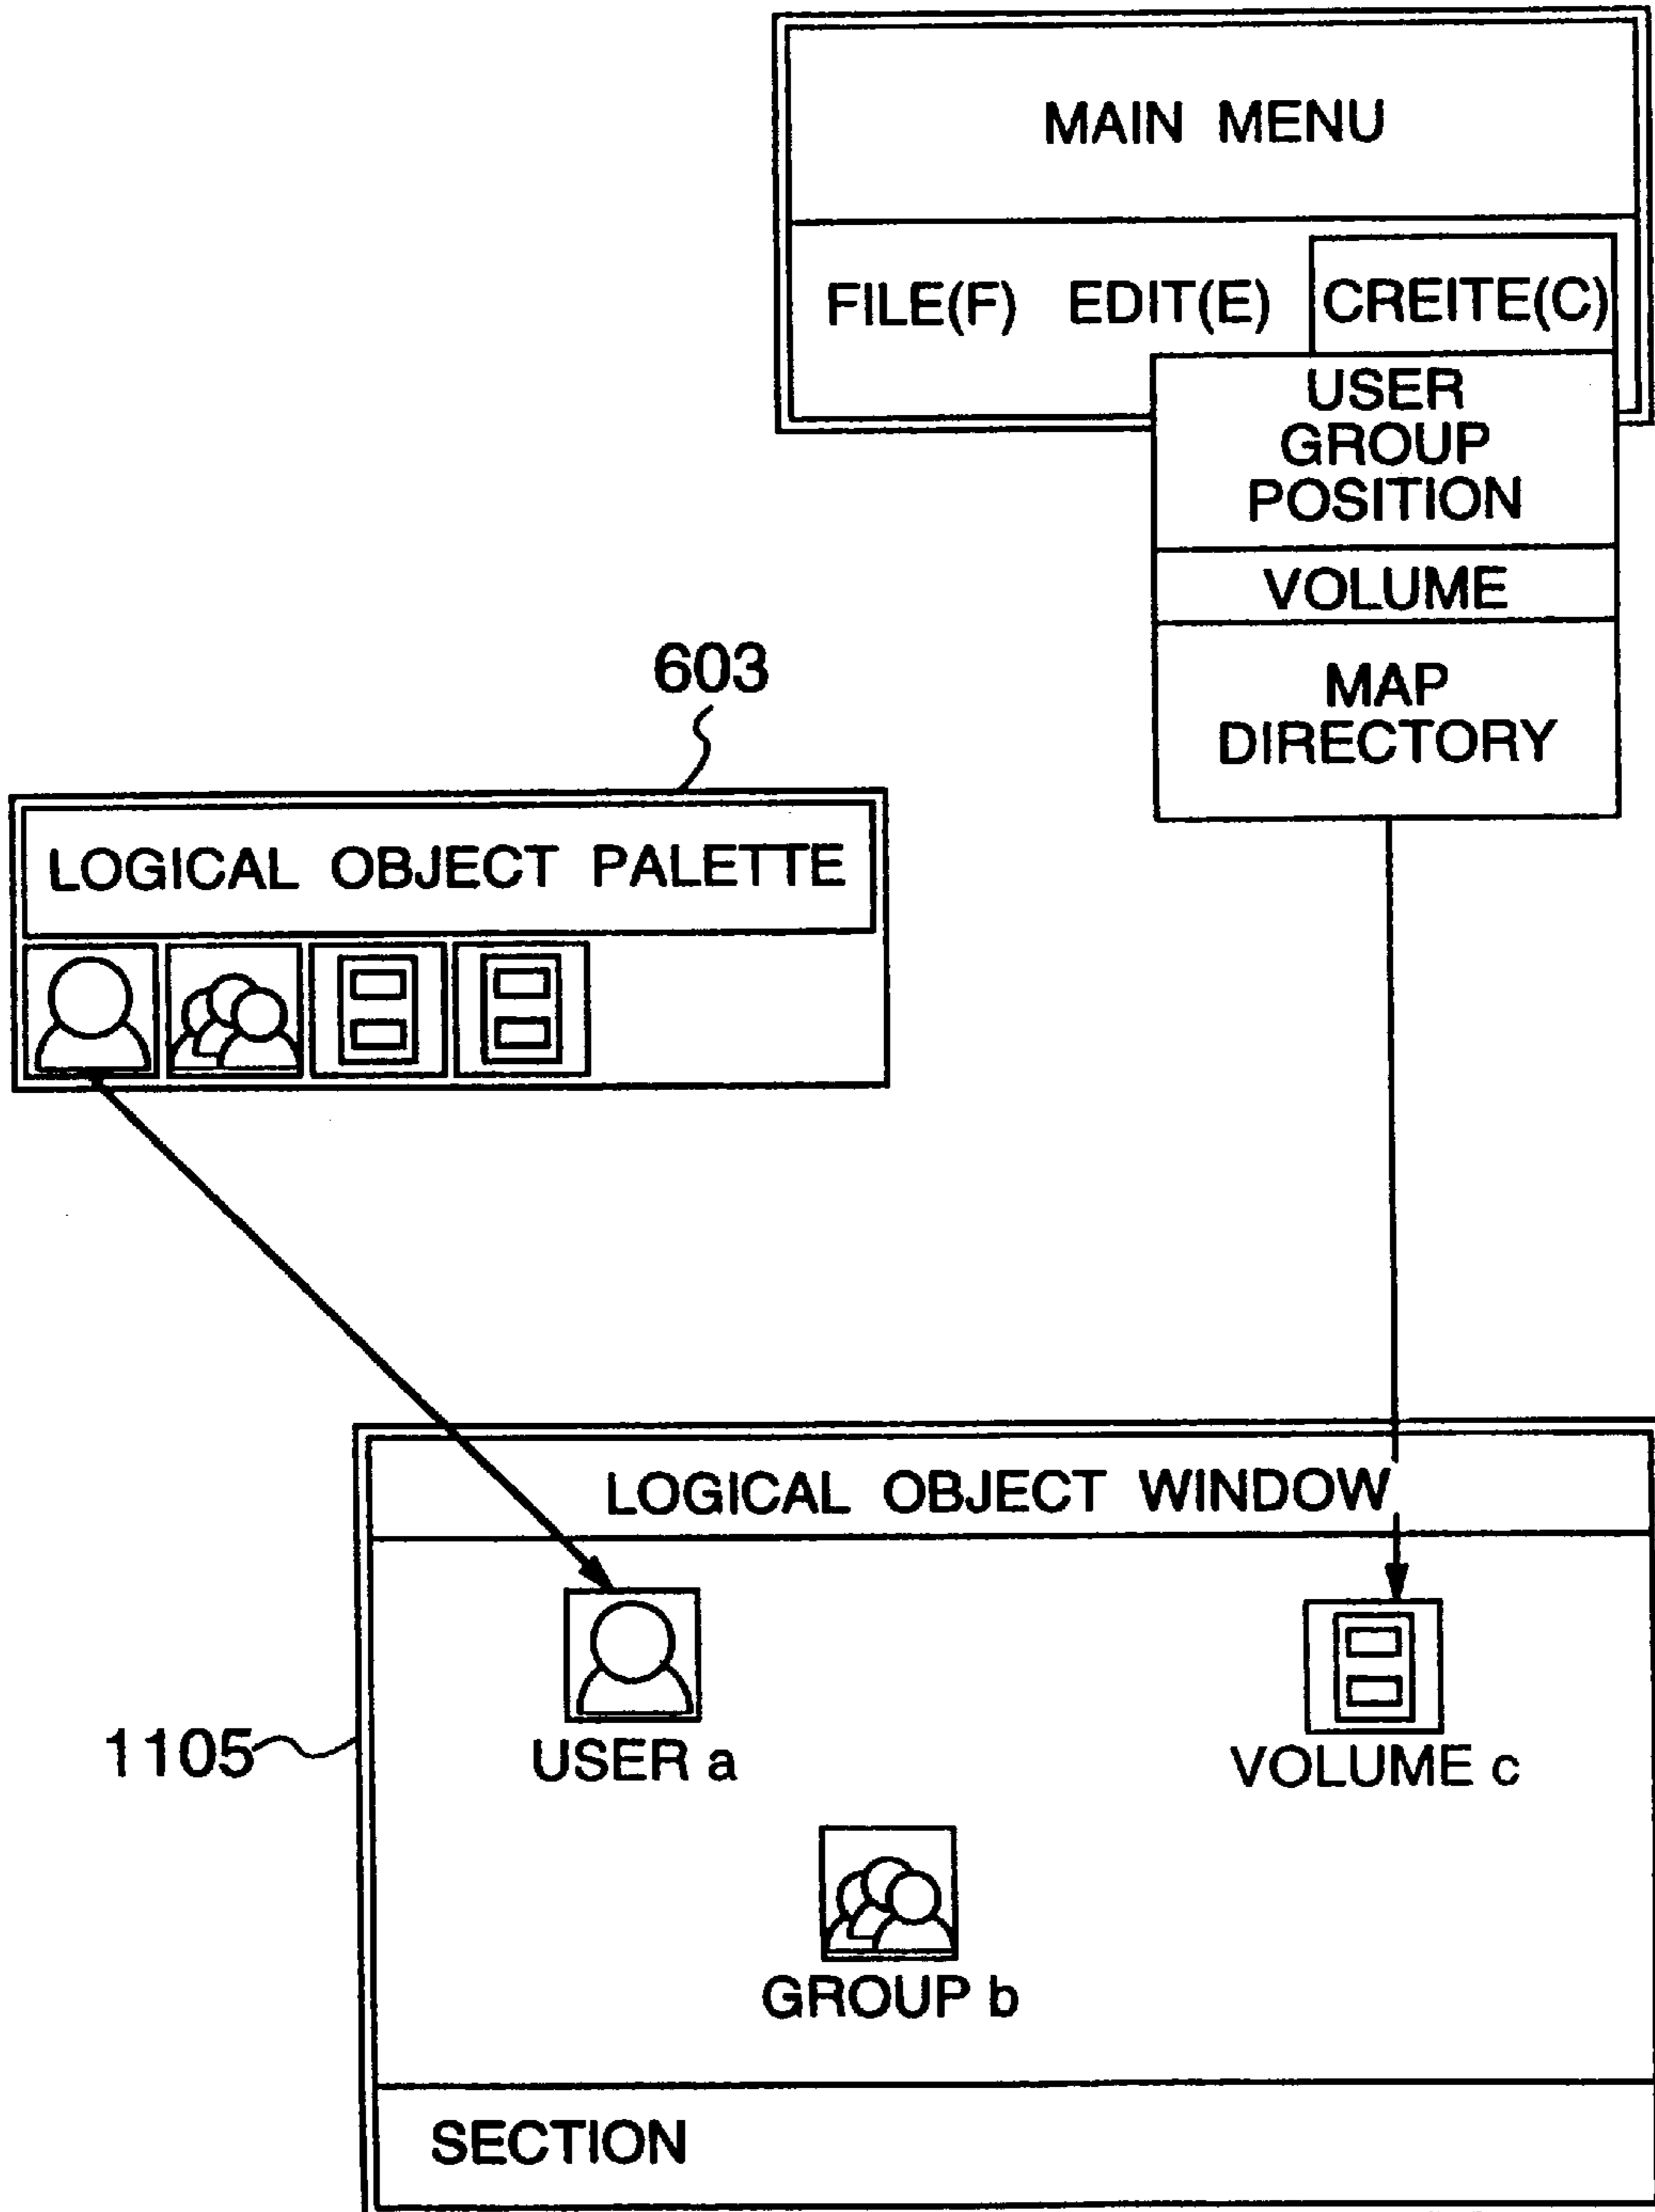 MAIN MENU
FILE(F) EDIT(E) CREITE(C)
USER
GROUP
POSITION
VOLUME
MAP
DIRECTORY
603
LOGICAL OBJECT PALETTE
LOGICAL OBJECT WINDOW
USER a
VOLUME c
1105
GROUP b
SECTION